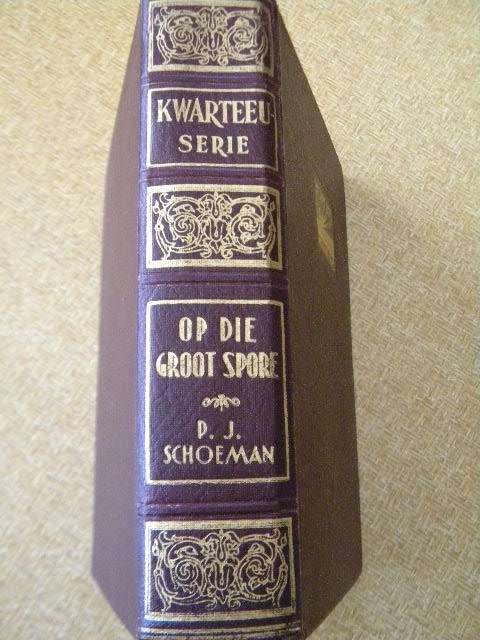 KWARTEEU-
SERIE
OP DIE
GROOT SPORE
P. J.
SCHOEMAN